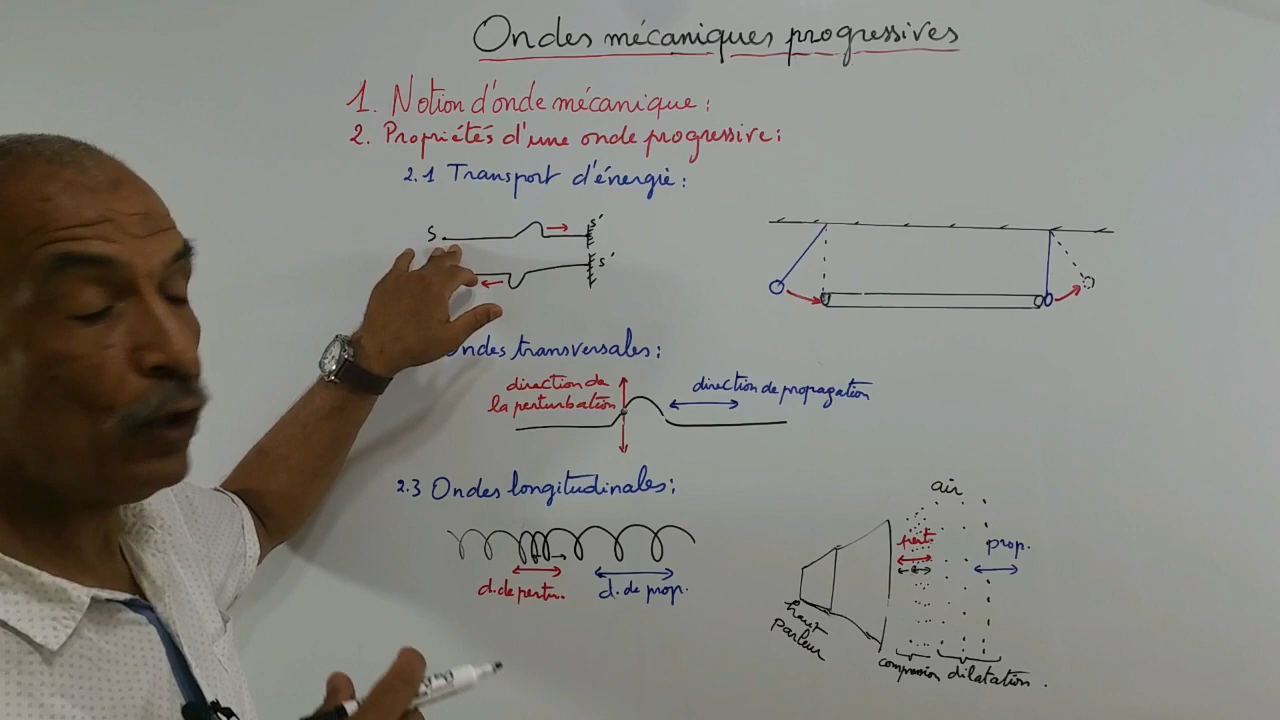 Ondes mécaniques progressives
1. Notion d'onde mécanique :
2. Propriétés d'une onde progressive :
2.1 Transport d'énergie :
S
S'
S'
Ondes transversales :
direction de
la perturbation
direction de propagation
2.3 Ondes longitudinales :
d. de pertu.
d. de prop.
air
pert.
prop.
haut
parleur
compression dilatation.